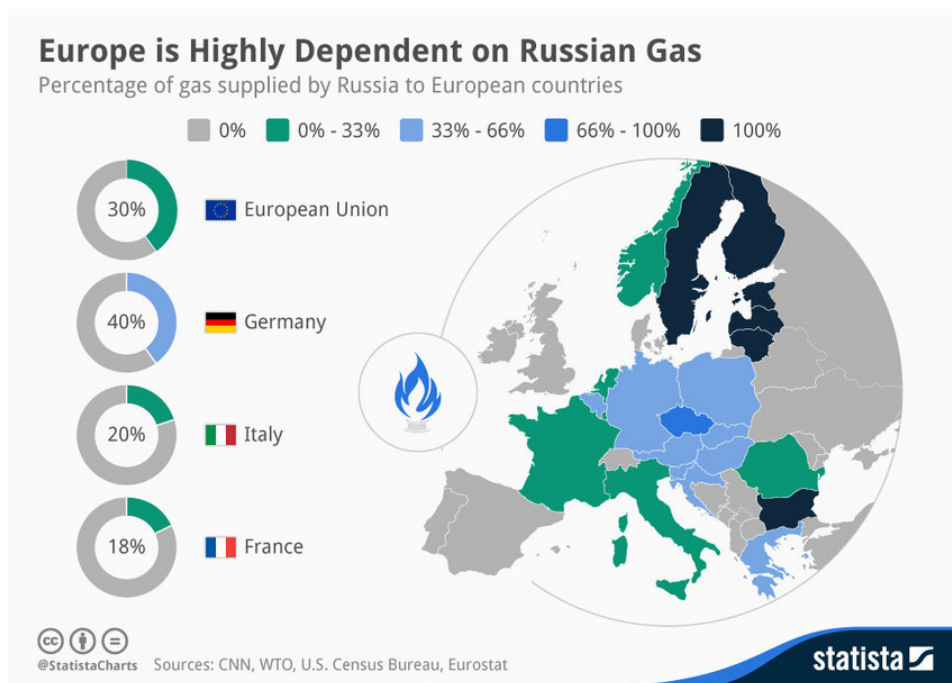 Europe is Highly Dependent on Russian Gas
Percentage of gas supplied by Russia to European countries
0% 0% - 33% 33% - 66% 66% - 100% 100%
30% European Union
40% Germany
20% Italy
18% France
cc =
@StatistaCharts Sources: CNN, WTO, U.S. Census Bureau, Eurostat
statista